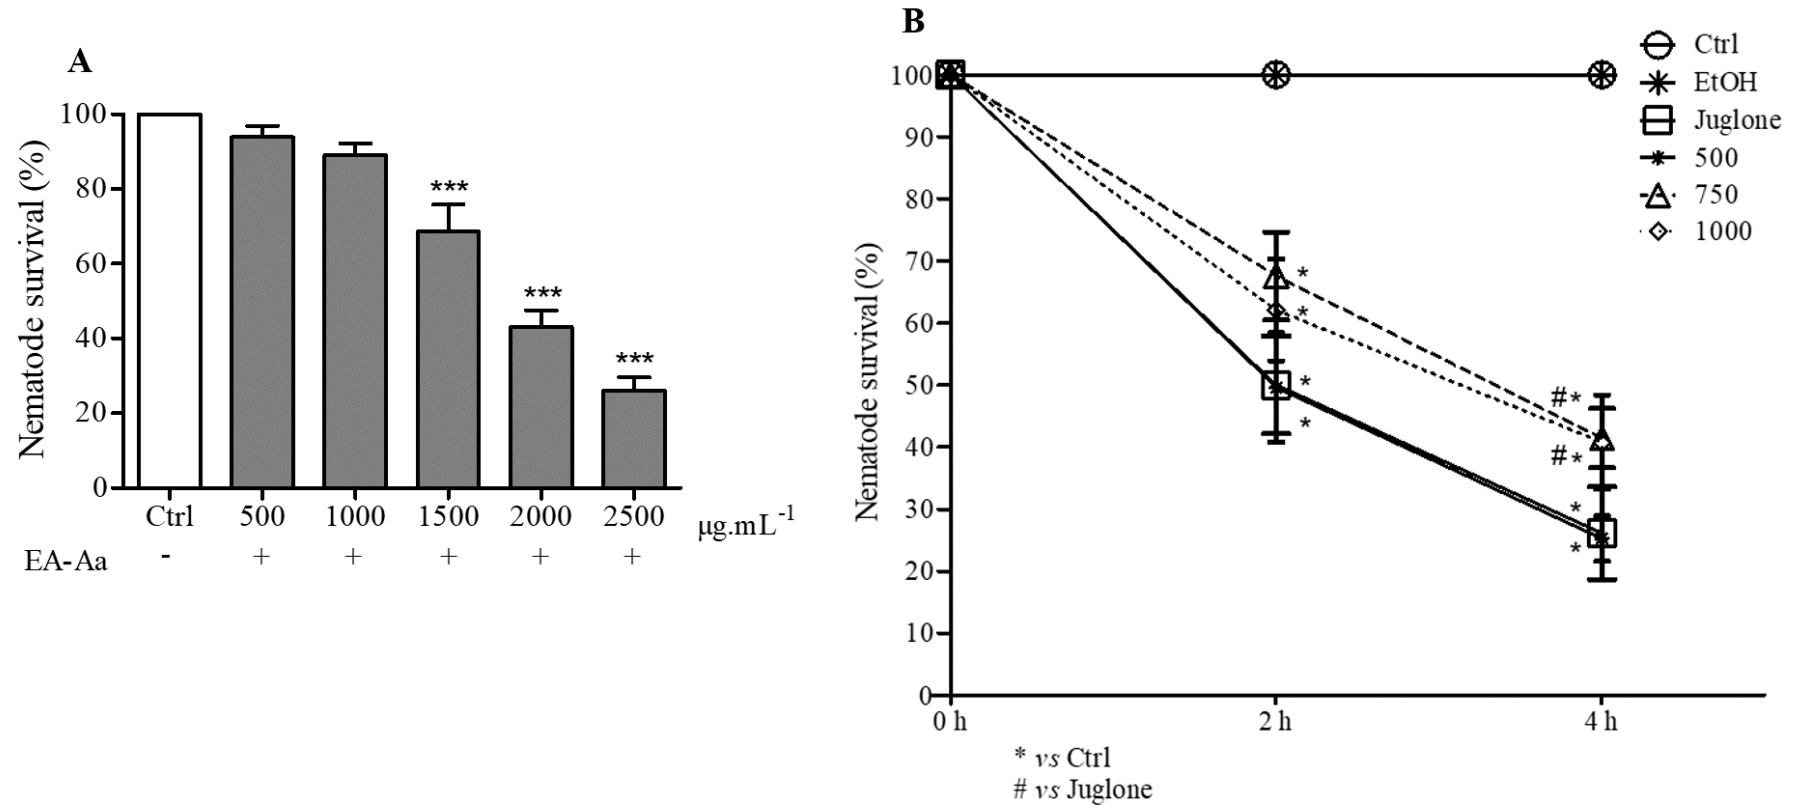 A
Nematode survival (%)
100
80
60
40
20
0
***
***
***
Ctrl 500 1000 1500 2000 2500 µg.mL-1
EA-Aa - + + + + +
B
Nematode survival (%)
100
90
80
70
60
50
40
30
20
10
0
*
*
*
*
#*
#*
*
*
0 h 2 h 4 h
Ctrl
EtOH
Juglone
500
750
1000
* vs Ctrl
# vs Juglone